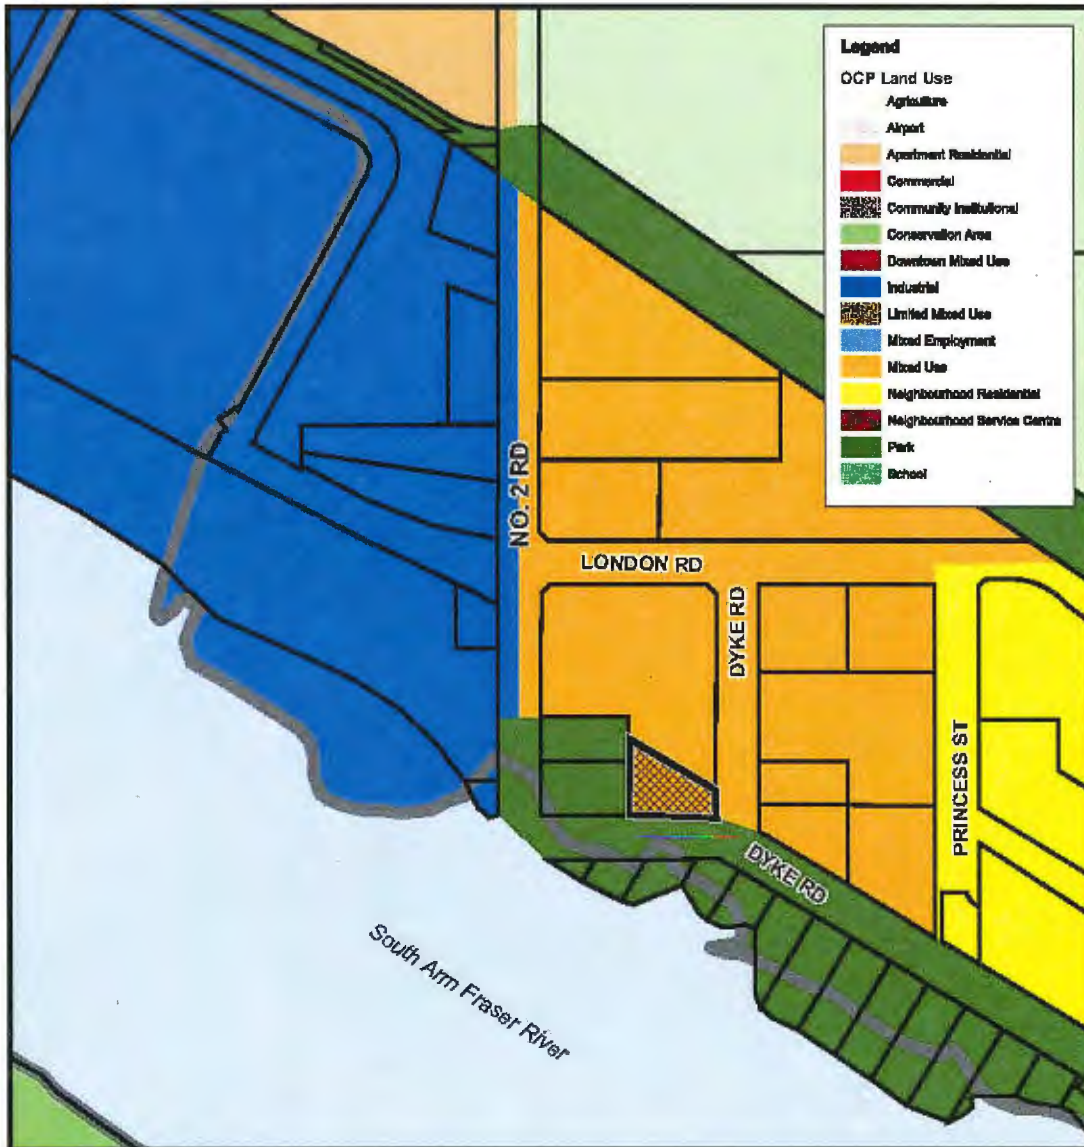 Legend
OCP Land Use
Agriculture
Airport
Apartment Residential
Commercial
Community Institutional
Conservation Area
Downtown Mixed Use
Industrial
Limited Mixed Use
Mixed Employment
Mixed Use
Neighbourhood Residential
Neighbourhood Service Centre
Park
School
NO. 2 RD
LONDON RD
DYKE RD
PRINCESS ST
DYKE RD
South Arm Fraser River